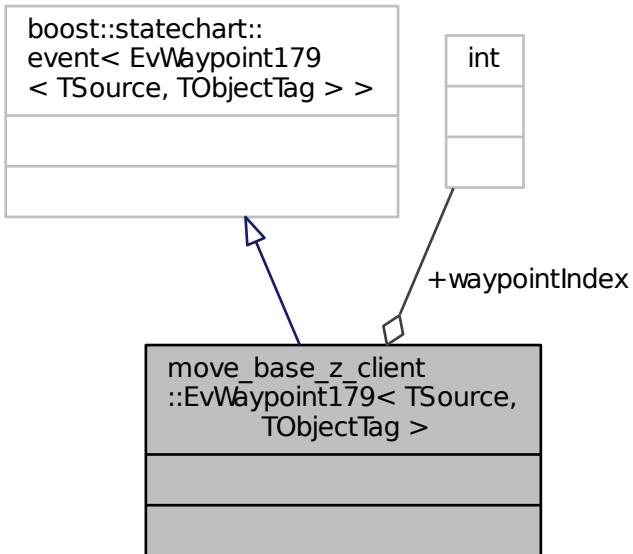 boost::statechart::
event< EvWaypoint179
< TSource, TObjectTag > >
int
+waypointIndex
move_base_z_client
::EvWaypoint179< TSource,
TObjectTag >